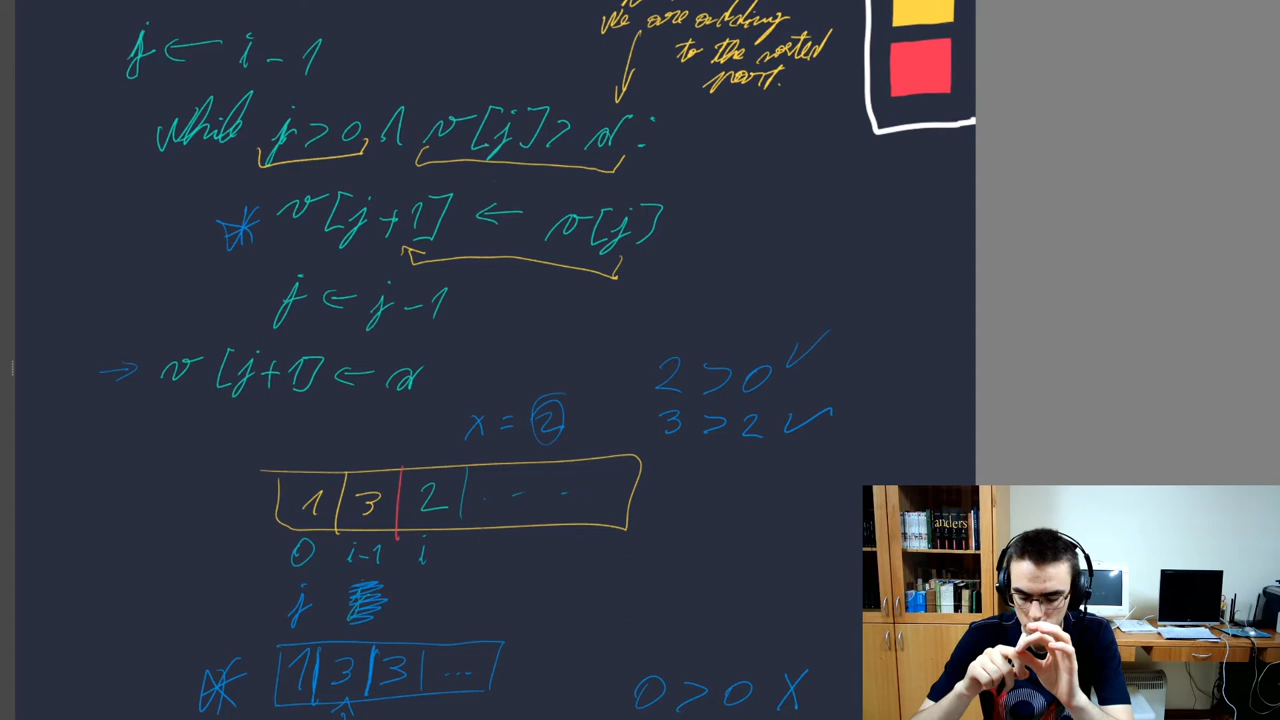 we are adding
to the sorted
part.
j ← i - 1
while j > 0 ∧ v[j] > x :
* v[j+1] ← v[j]
j ← j - 1
→ v[j+1] ← x
2 > 0 ✓
x = 2
3 > 2 ✓
1 | 3 | 2 | - - -
0 i-1 i
j
* 1 | 3 | 3 | ...
0 > 0 X
anders